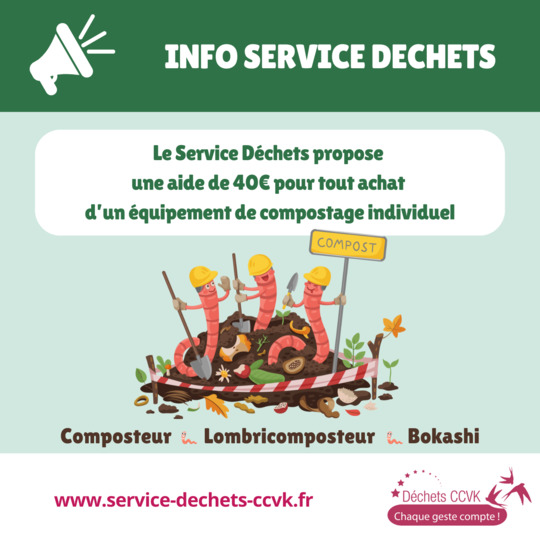 INFO SERVICE DECHETS
Le Service Déchets propose
une aide de 40€ pour tout achat
d'un équipement de compostage individuel
COMPOST
Composteur Lombricomposteur Bokashi
www.service-dechets-ccvk.fr
Déchets CCVK
Chaque geste compte !